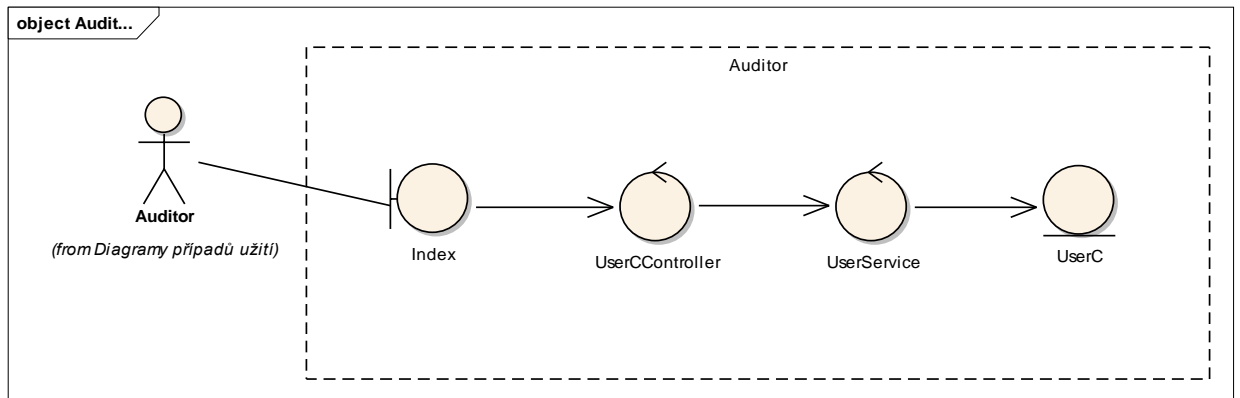 object Audit...
Auditor
Auditor
(from Diagramy případů užití)
Index
UserCController
UserService
UserC